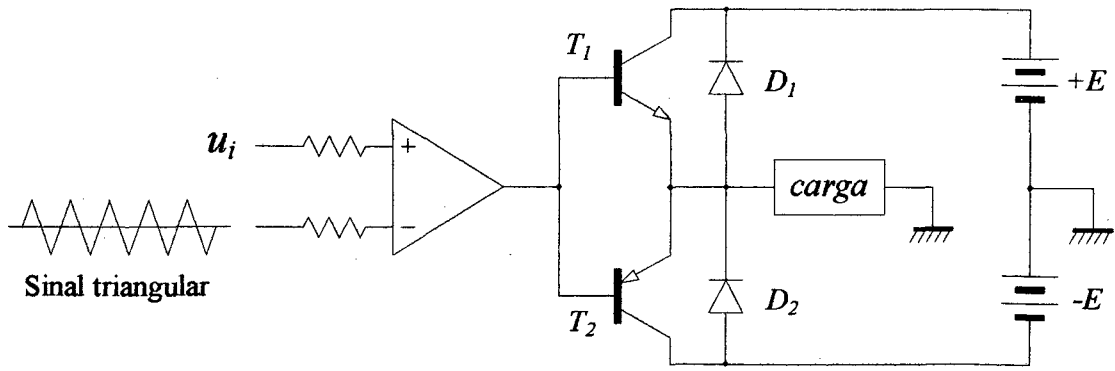 T1
D1
+E
ui
+
carga
−
Sinal triangular
T2
D2
-E